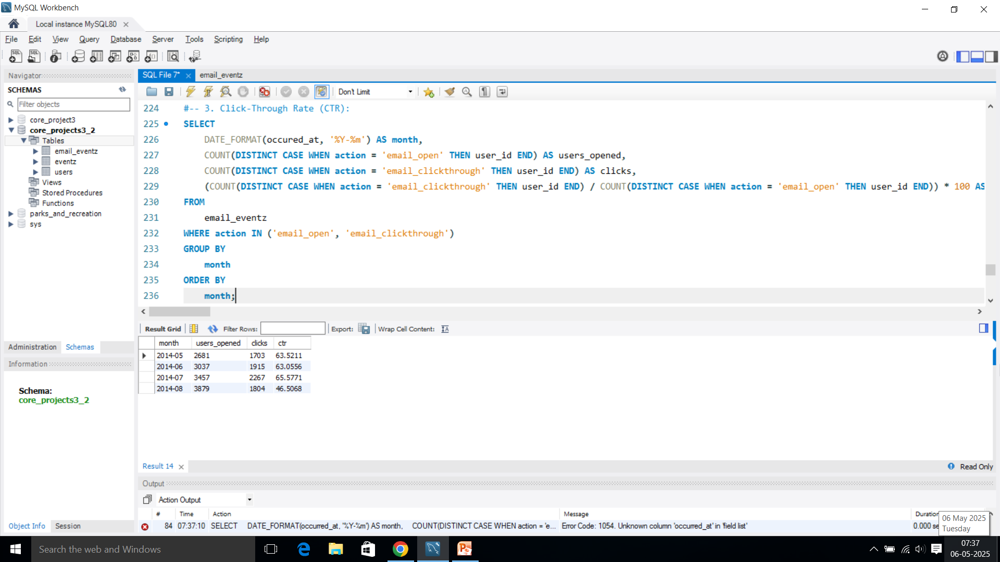 MySQL Workbench
Local instance MySQL80
File Edit View Query Database Server Tools Scripting Help
Navigator
SCHEMAS
Filter objects
core_project3
core_projects3_2
Tables
email_eventz
eventz
users
Views
Stored Procedures
Functions
parks_and_recreation
sys
Administration Schemas
Information
Schema:
core_projects3_2
Object Info Session
SQL File 7* email_eventz
Don't Limit
224 #-- 3. Click-Through Rate (CTR):
225 SELECT
226 DATE_FORMAT(occured_at, '%Y-%m') AS month,
227 COUNT(DISTINCT CASE WHEN action = 'email_open' THEN user_id END) AS users_opened,
228 COUNT(DISTINCT CASE WHEN action = 'email_clickthrough' THEN user_id END) AS clicks,
229 (COUNT(DISTINCT CASE WHEN action = 'email_clickthrough' THEN user_id END) / COUNT(DISTINCT CASE WHEN action = 'email_open' THEN user_id END)) * 100 AS
230 FROM
231 email_eventz
232 WHERE action IN ('email_open', 'email_clickthrough')
233 GROUP BY
234 month
235 ORDER BY
236 month;
Result Grid Filter Rows: Export: Wrap Cell Content:
month users_opened clicks ctr
2014-05 2681 1703 63.5211
2014-06 3037 1915 63.0556
2014-07 3457 2267 65.5771
2014-08 3879 1804 46.5068
Result 14 Read Only
Output
Action Output
# Time Action Message Duration
84 07:37:10 SELECT DATE_FORMAT(occurred_at, '%Y-%m') AS month, COUNT(DISTINCT CASE WHEN action = 'e... Error Code: 1054. Unknown column 'occurred_at' in 'field list' 0.000 se
06 May 2025
Tuesday
Search the web and Windows
07:37
06-05-2025